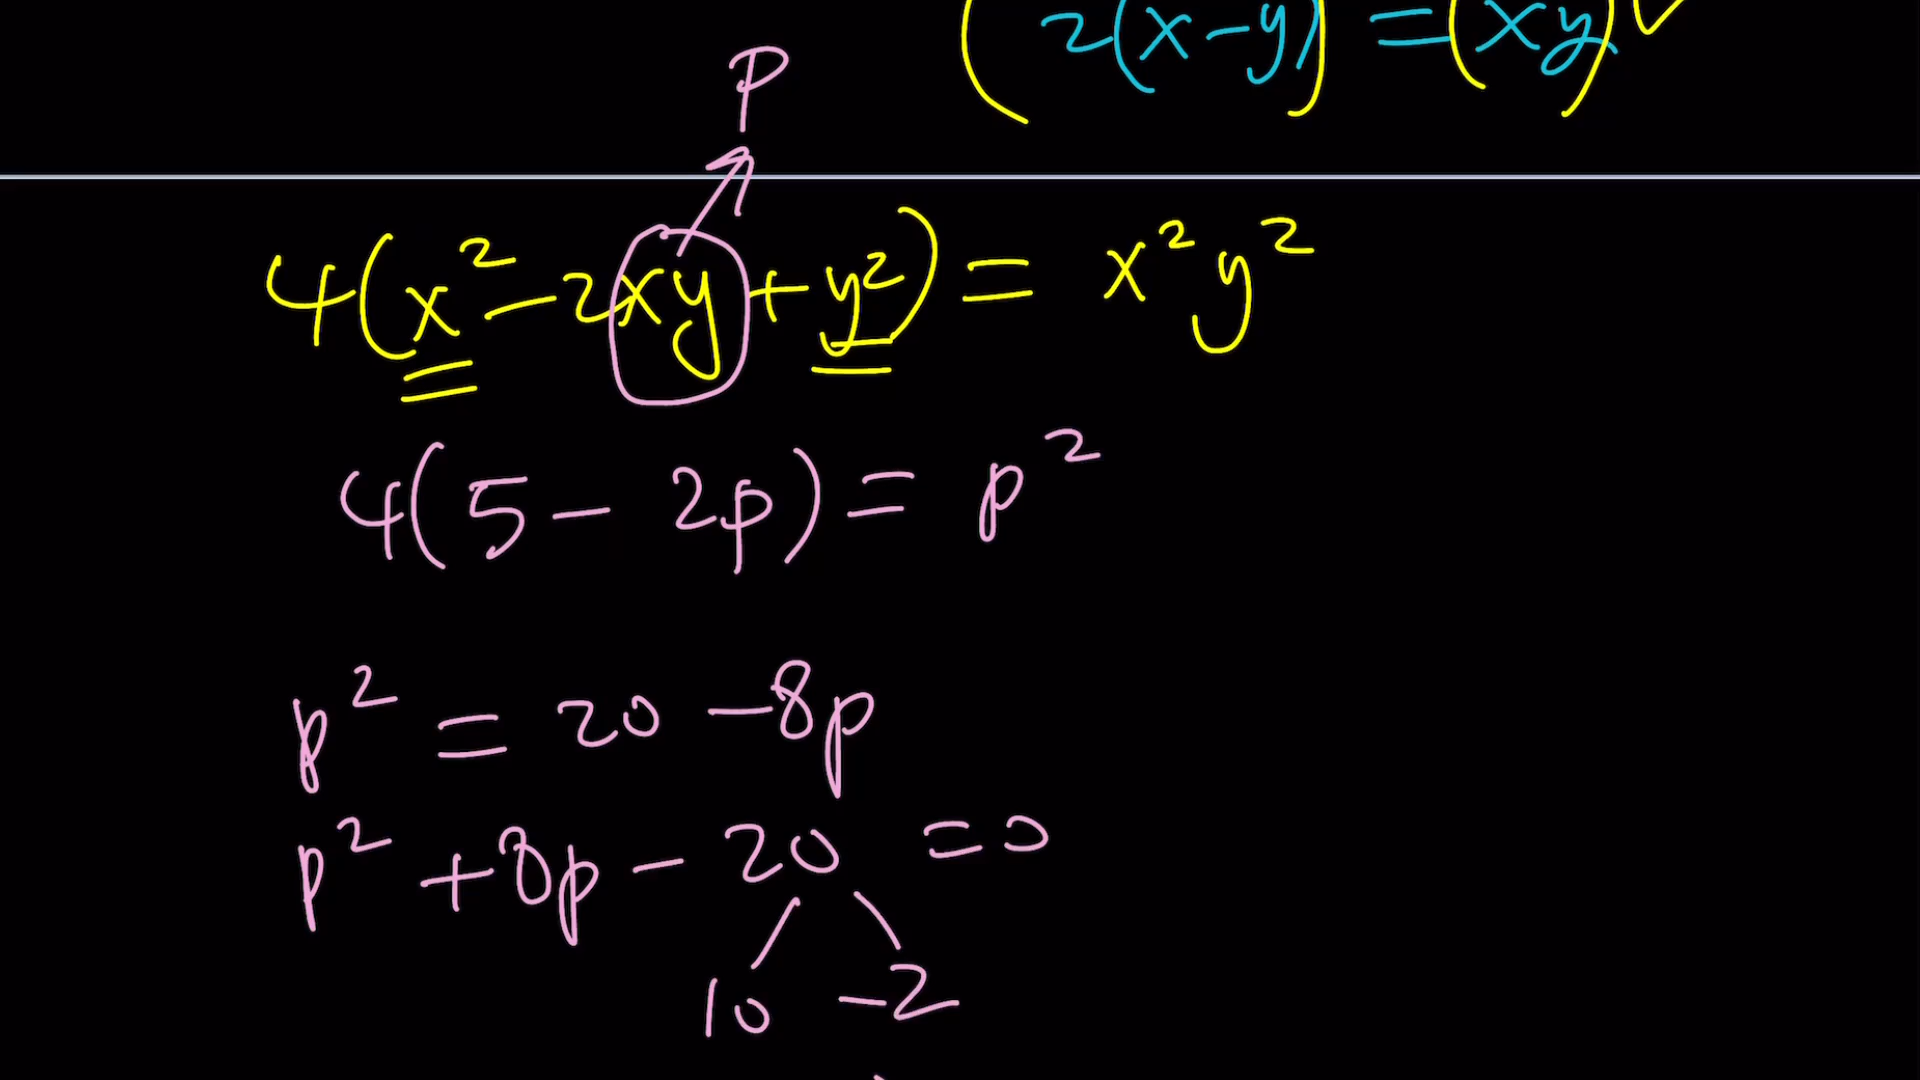 (2(x-y)) = (xy)
p
4(x² - 2xy + y²) = x²y²
4(5 - 2p) = p²
p² = 20 - 8p
p² + 8p - 20 = 0
10 -2